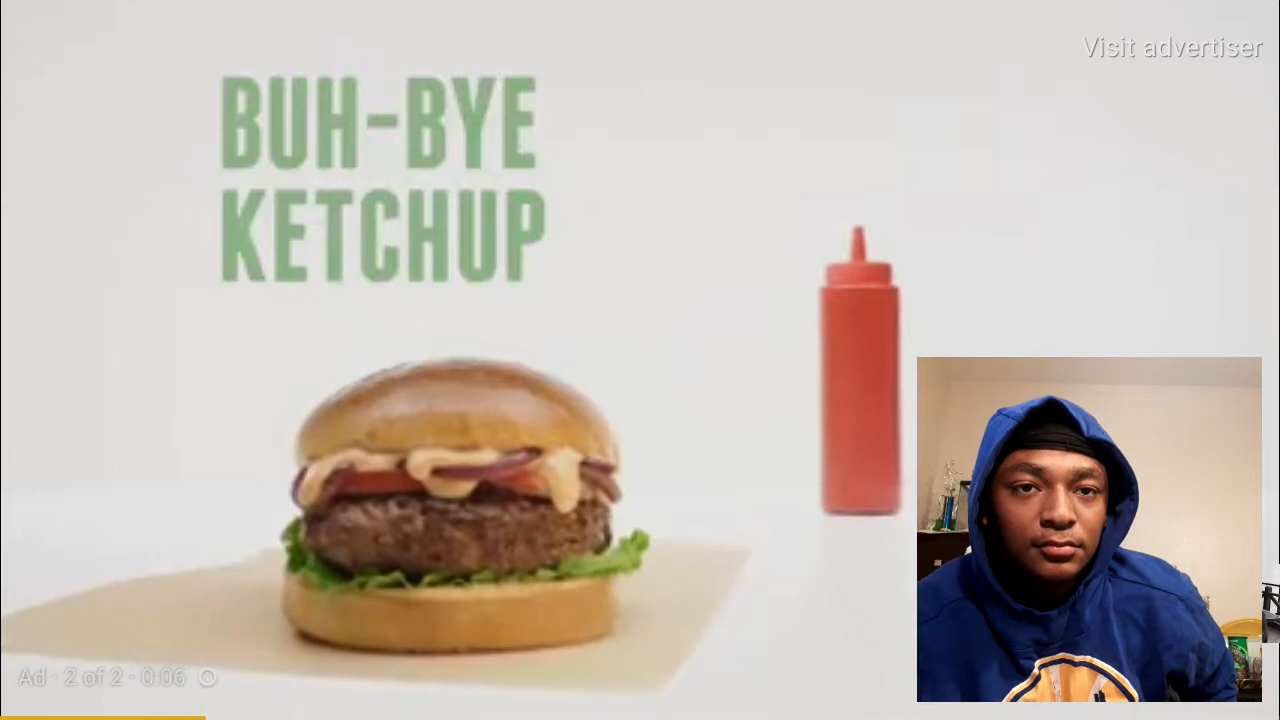 Visit advertiser
BUH-BYE
KETCHUP
Ad · 2 of 2 · 0:06